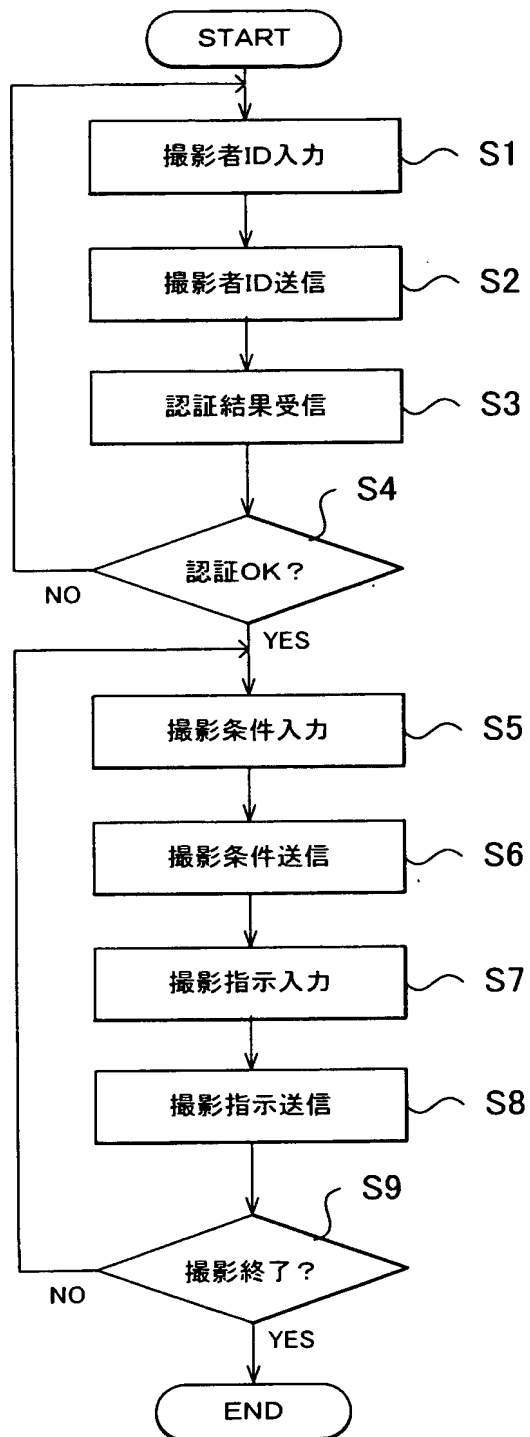 START
撮影者ID入力
S1
撮影者ID送信
S2
認証結果受信
S3
S4
認証OK?
NO
YES
撮影条件入力
S5
撮影条件送信
S6
撮影指示入力
S7
撮影指示送信
S8
S9
撮影終了?
NO
YES
END